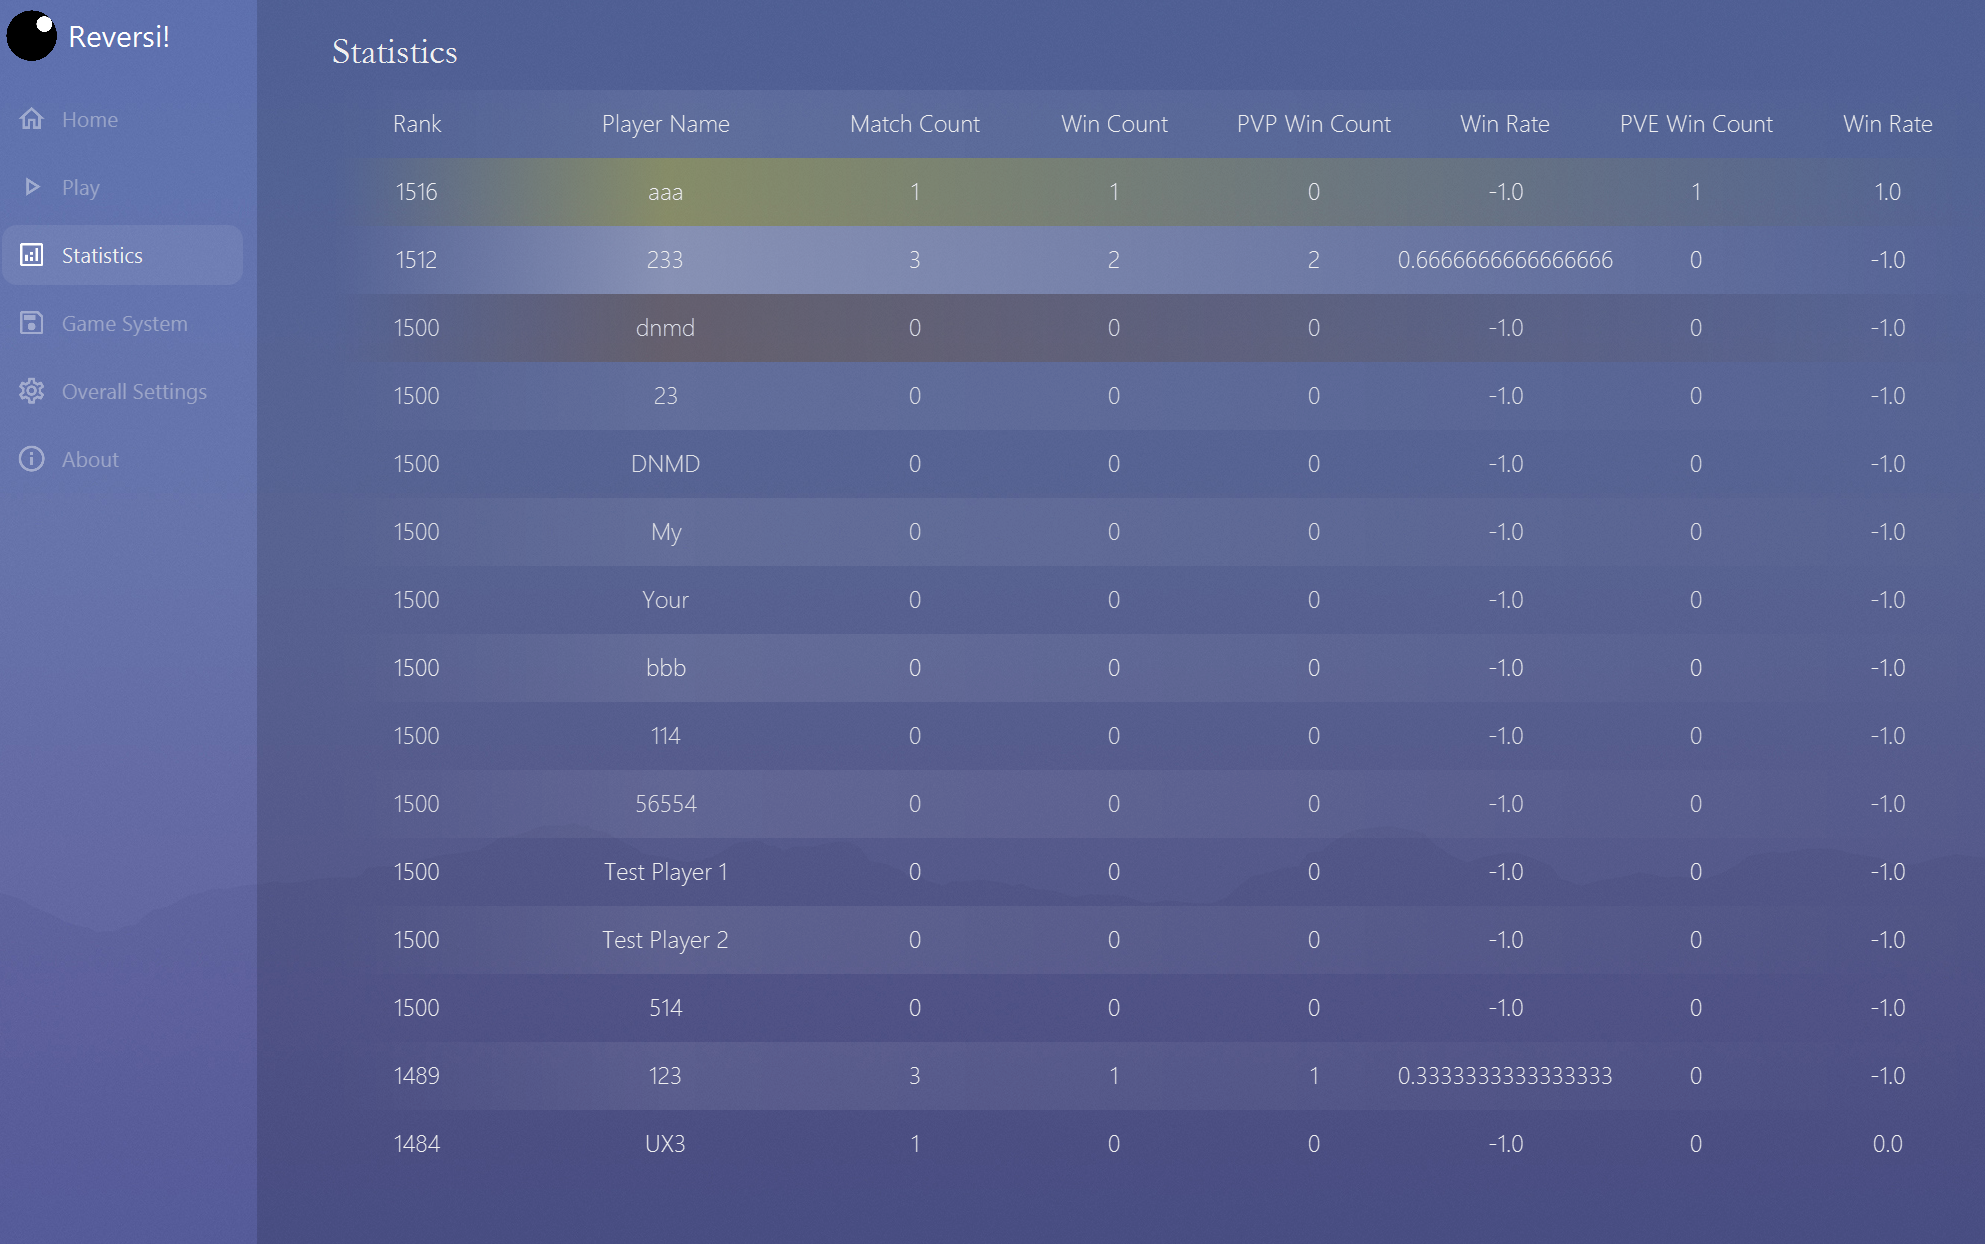 Reversi!
Home
Play
Statistics
Game System
Overall Settings
About
Statistics
Rank Player Name Match Count Win Count PVP Win Count Win Rate PVE Win Count Win Rate
1516 aaa 1 1 0 -1.0 1 1.0
1512 233 3 2 2 0.6666666666666666 0 -1.0
1500 dnmd 0 0 0 -1.0 0 -1.0
1500 23 0 0 0 -1.0 0 -1.0
1500 DNMD 0 0 0 -1.0 0 -1.0
1500 My 0 0 0 -1.0 0 -1.0
1500 Your 0 0 0 -1.0 0 -1.0
1500 bbb 0 0 0 -1.0 0 -1.0
1500 114 0 0 0 -1.0 0 -1.0
1500 56554 0 0 0 -1.0 0 -1.0
1500 Test Player 1 0 0 0 -1.0 0 -1.0
1500 Test Player 2 0 0 0 -1.0 0 -1.0
1500 514 0 0 0 -1.0 0 -1.0
1489 123 3 1 1 0.3333333333333333 0 -1.0
1484 UX3 1 0 0 -1.0 0 0.0